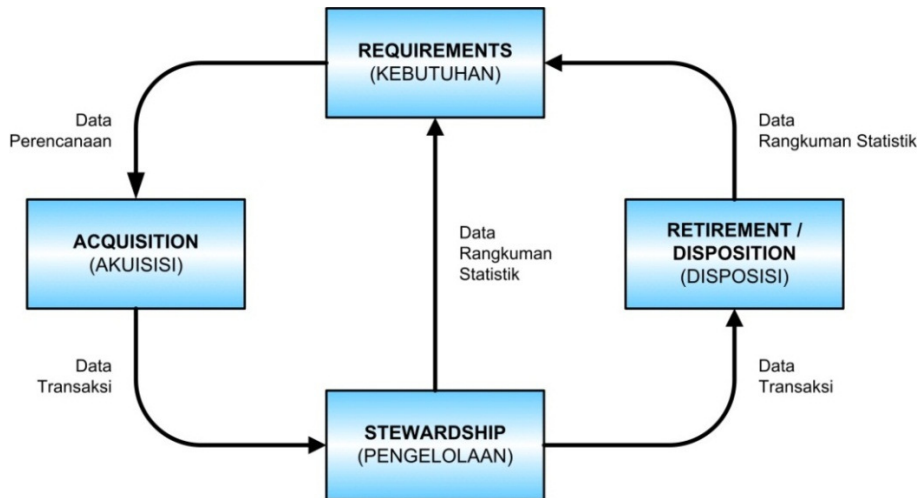 REQUIREMENTS
(KEBUTUHAN)
Data
Perencanaan
Data
Rangkuman Statistik
ACQUISITION
(AKUISISI)
Data
Rangkuman
Statistik
RETIREMENT /
DISPOSITION
(DISPOSISI)
Data
Transaksi
Data
Transaksi
STEWARDSHIP
(PENGELOLAAN)